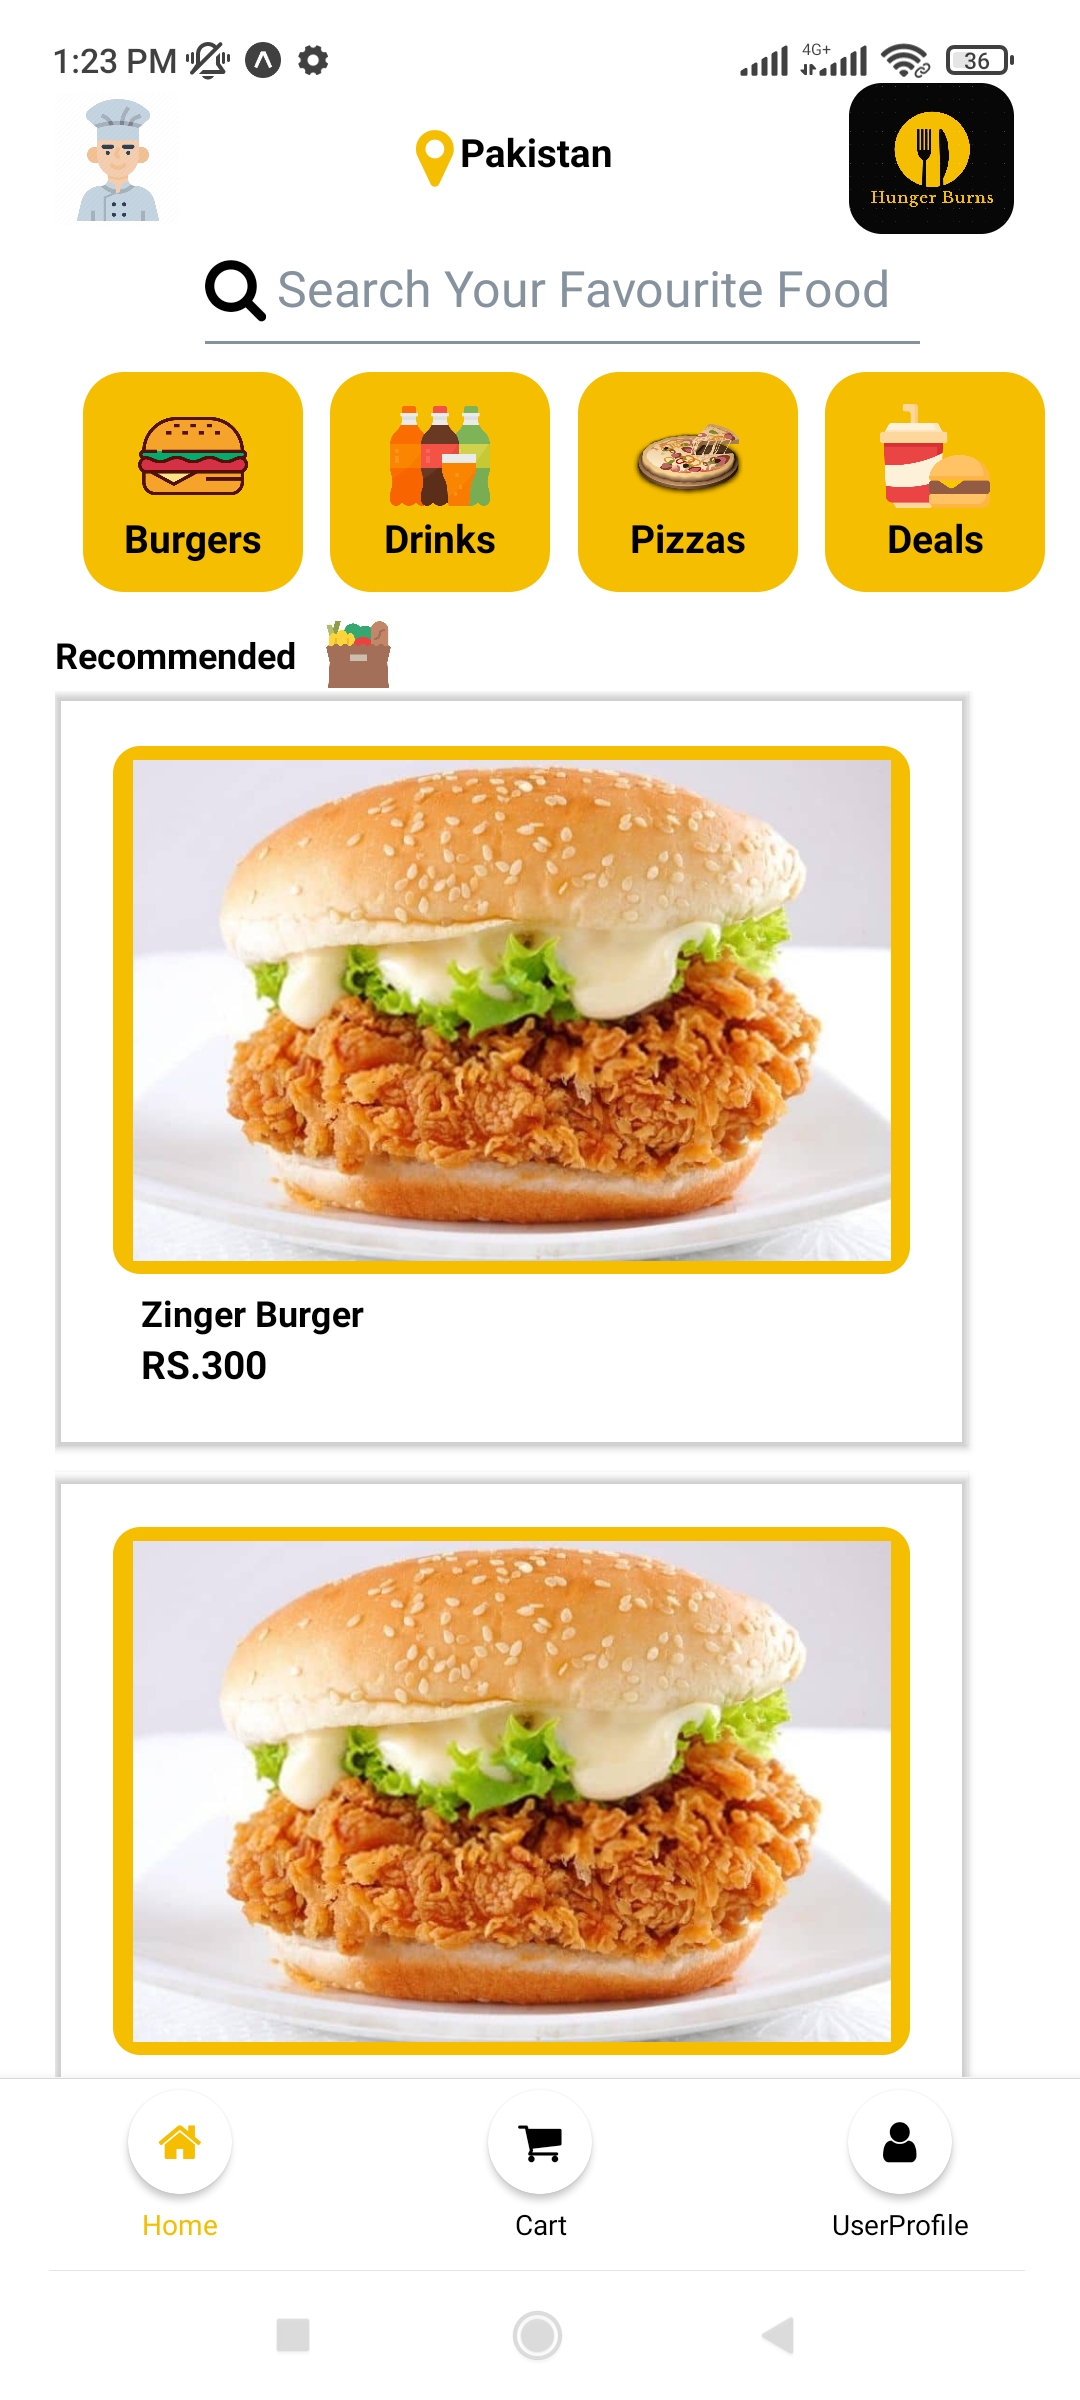 1:23 PM
4G+
36
Pakistan
Hunger Burns
Search Your Favourite Food
Burgers
Drinks
Pizzas
Deals
Recommended
Zinger Burger
RS.300
Home
Cart
UserProfile